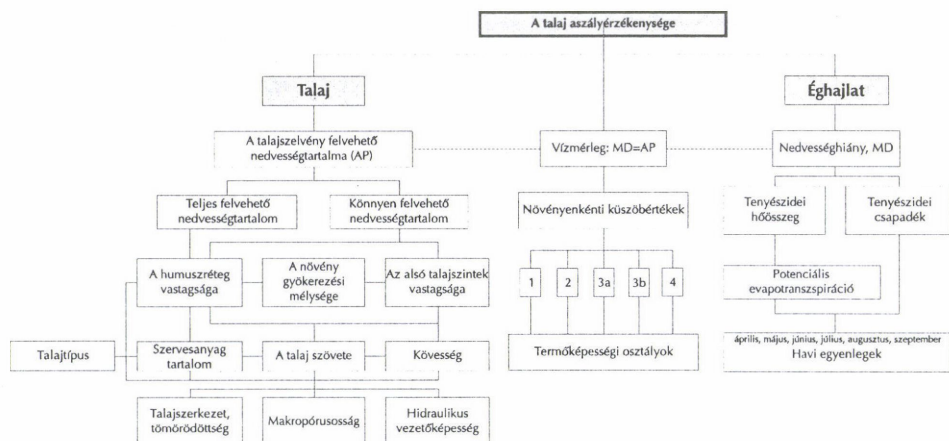 A talaj aszályérzékenysége
Talaj
Éghajlat
A talajszelvény felvehető
nedvességtartalma (AP)
Vízmérleg: MD=AP
Nedvességhiány, MD
Teljes felvehető
nedvességtartalom
Könnyen felvehető
nedvességtartalom
Növényenkénti küszöbértékek
Tenyészidei
hőösszeg
Tenyészidei
csapadék
A humuszréteg
vastagsága
A növény
gyökerezési
mélysége
Az alsó talajszintek
vastagsága
1
2
3a
3b
4
Potenciális
evapotranszspiráció
Talajtípus
Szervesanyag
tartalom
A talaj szövete
Kövesség
Termőképességi osztályok
április, május, június, július, augusztus, szeptember
Havi egyenlegek
Talajszerkezet,
tömörödöttség
Makropórusosság
Hidraulikus
vezetőképesség